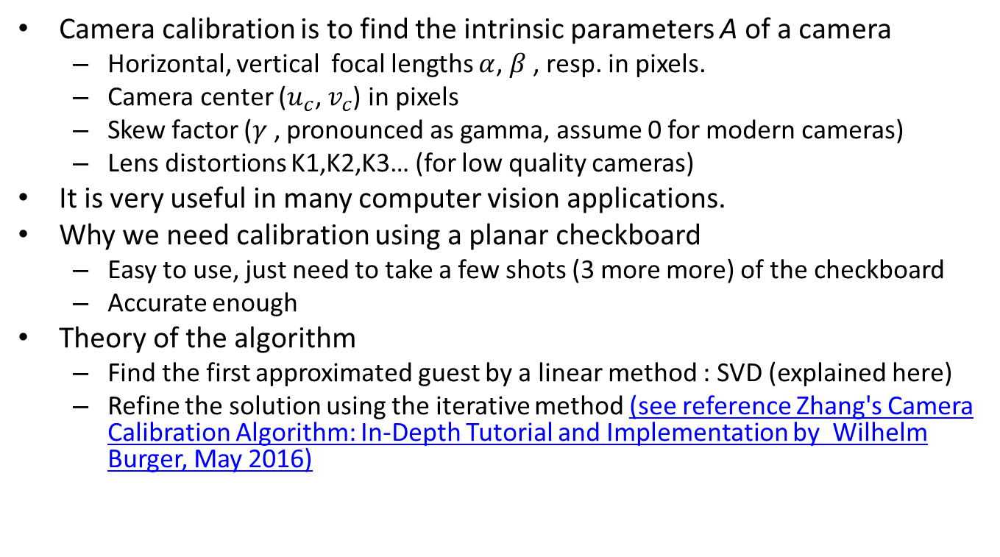 • Camera calibration is to find the intrinsic parameters A of a camera
– Horizontal, vertical focal lengths α, β , resp. in pixels.
– Camera center (u_c, v_c) in pixels
– Skew factor (γ , pronounced as gamma, assume 0 for modern cameras)
– Lens distortions K1,K2,K3… (for low quality cameras)
• It is very useful in many computer vision applications.
• Why we need calibration using a planar checkboard
– Easy to use, just need to take a few shots (3 more more) of the checkboard
– Accurate enough
• Theory of the algorithm
– Find the first approximated guest by a linear method : SVD (explained here)
– Refine the solution using the iterative method (see reference Zhang's Camera
Calibration Algorithm: In-Depth Tutorial and Implementation by Wilhelm
Burger, May 2016)